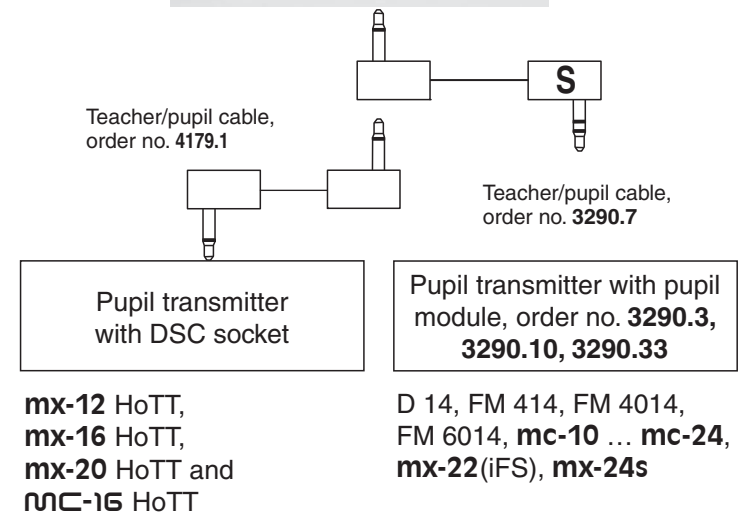 S
Teacher/pupil cable,
order no. 4179.1
Teacher/pupil cable,
order no. 3290.7
Pupil transmitter
with DSC socket
Pupil transmitter with pupil
module, order no. 3290.3,
3290.10, 3290.33
mx-12 HoTT,
mx-16 HoTT,
mx-20 HoTT and
MC-16 HoTT
D 14, FM 414, FM 4014,
FM 6014, mc-10 … mc-24,
mx-22(iFS), mx-24s